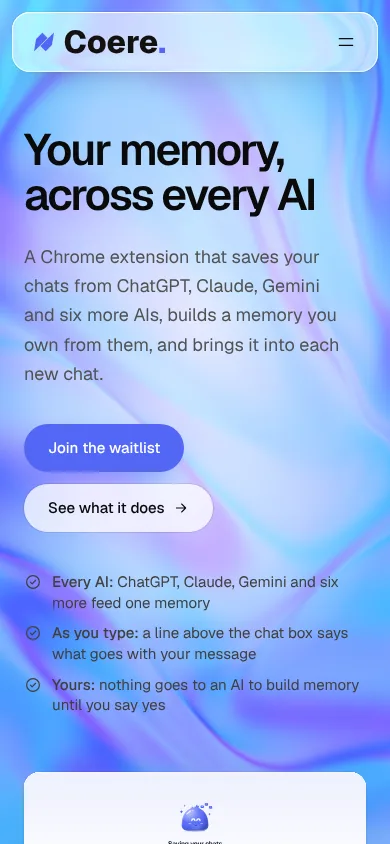 Coere.
Your memory,
across every AI
A Chrome extension that saves your
chats from ChatGPT, Claude, Gemini
and six more AIs, builds a memory you
own from them, and brings it into each
new chat.
Join the waitlist
See what it does →
Every AI: ChatGPT, Claude, Gemini and six
more feed one memory
As you type: a line above the chat box says
what goes with your message
Yours: nothing goes to an AI to build memory
until you say yes
Saving your chats